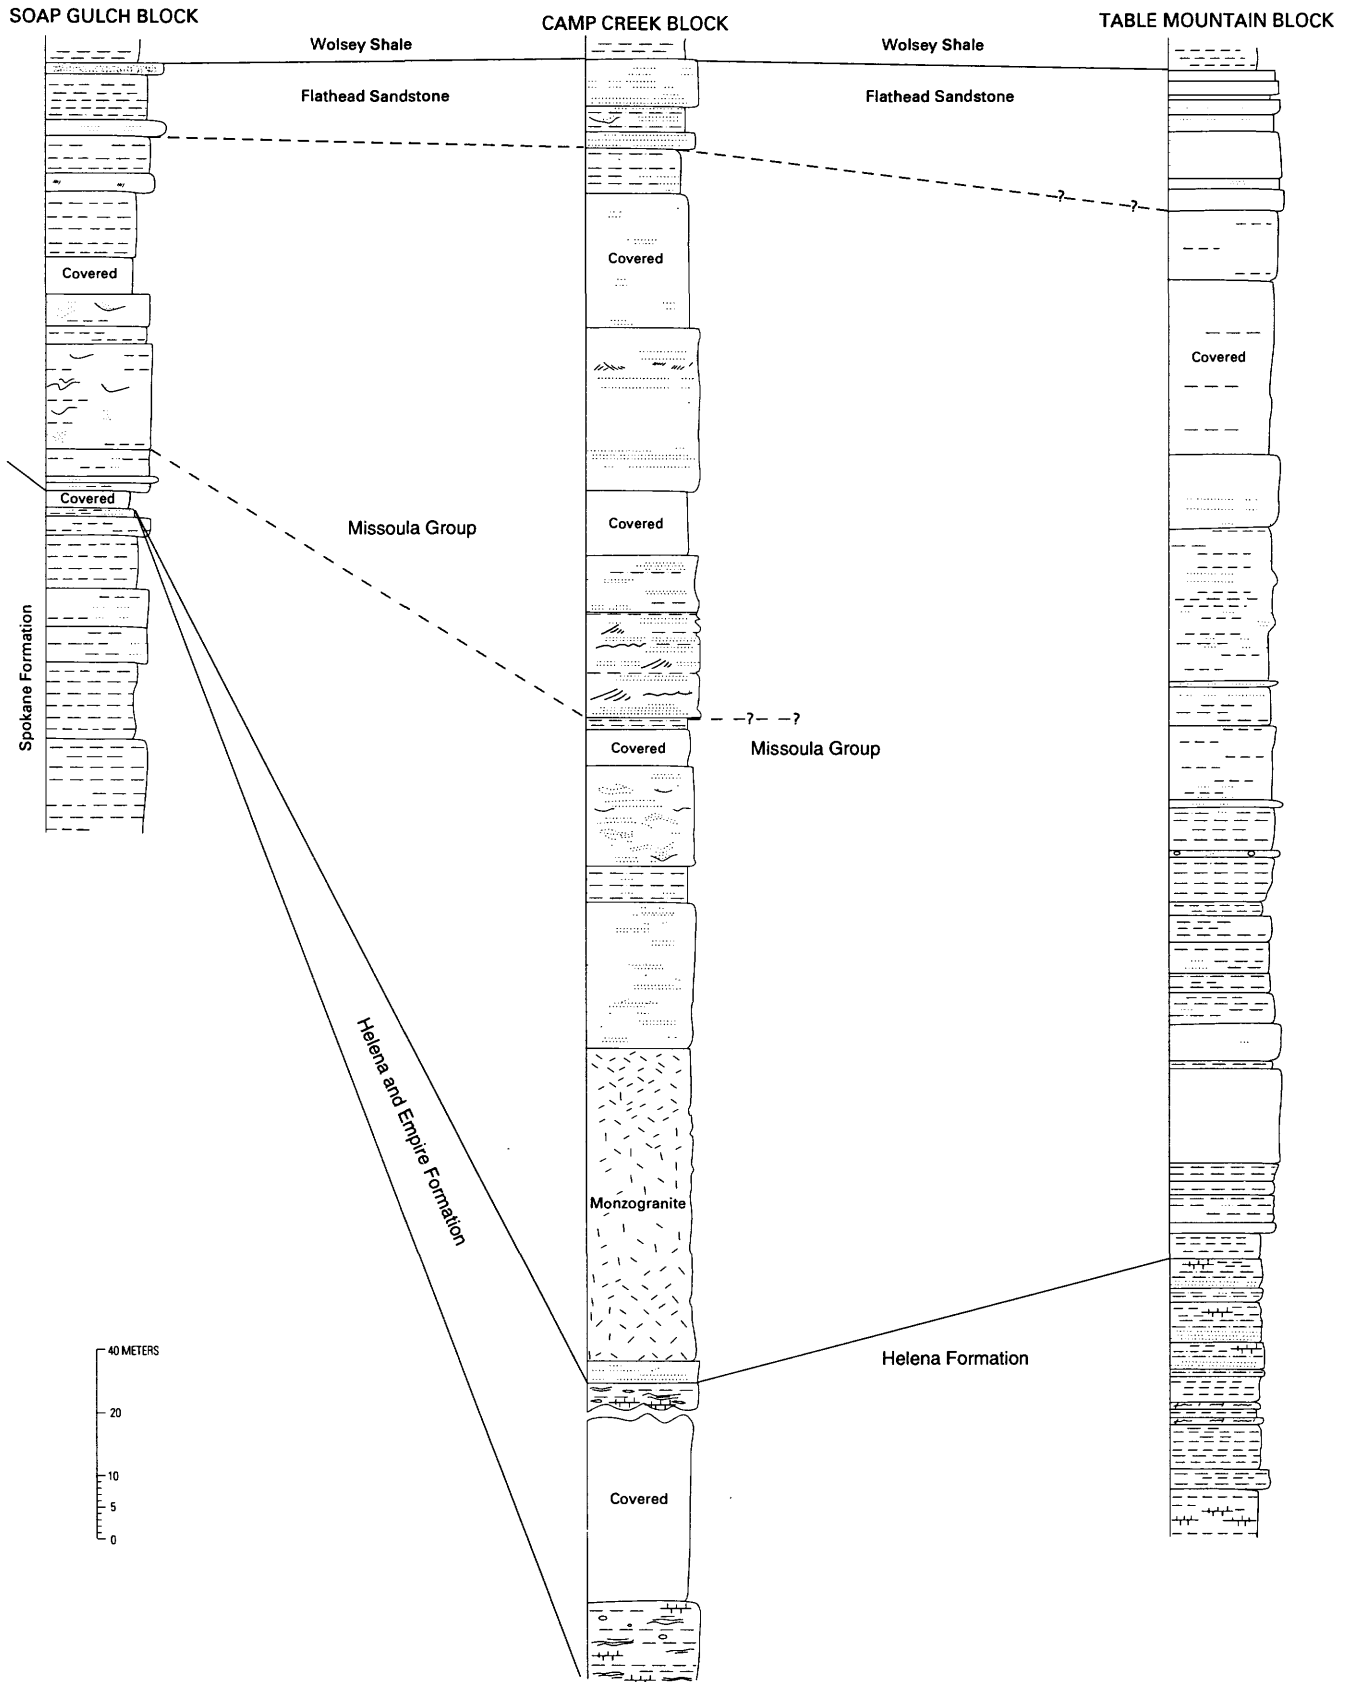 SOAP GULCH BLOCK
CAMP CREEK BLOCK
TABLE MOUNTAIN BLOCK
Wolsey Shale
Wolsey Shale
Flathead Sandstone
Flathead Sandstone
?
?
Covered
Covered
Covered
Covered
Missoula Group
Covered
Spokane Formation
? ?
Covered
Missoula Group
Helena and Empire Formation
Monzogranite
40 METERS
20
10
5
0
Helena Formation
Covered